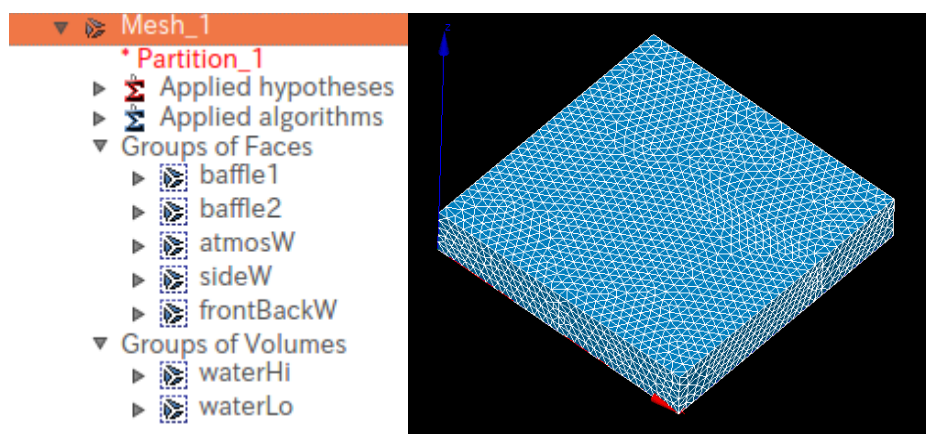 Mesh_1
* Partition_1
Applied hypotheses
Applied algorithms
Groups of Faces
baffle1
baffle2
atmosW
sideW
frontBackW
Groups of Volumes
waterHi
waterLo
z